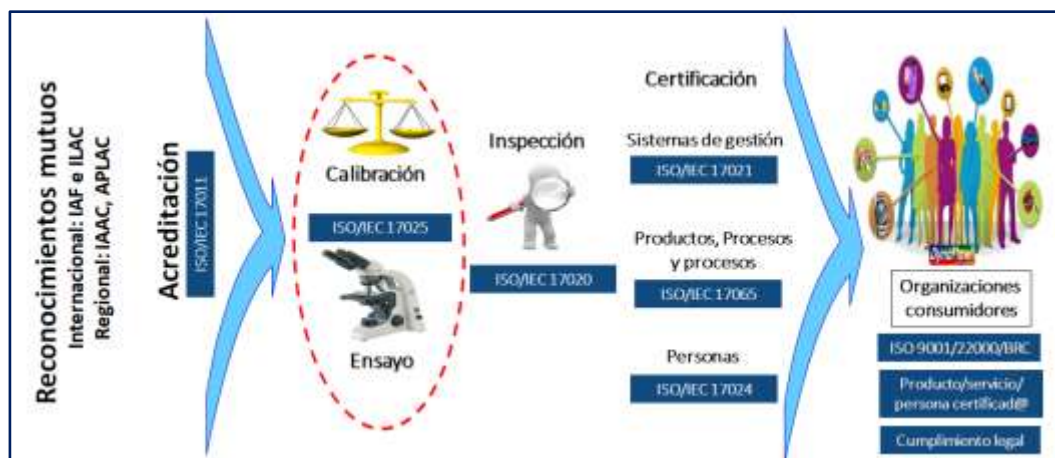 Reconocimientos mutuos
Internacional: IAF e ILAC
Regional: IAAC, APLAC
Acreditación
ISO/IEC 17011
Calibración
ISO/IEC 17025
Ensayo
Inspección
ISO/IEC 17020
Certificación
Sistemas de gestión
ISO/IEC 17021
Productos, Procesos
y procesos
ISO/IEC 17065
Personas
ISO/IEC 17024
Organizaciones
consumidores
ISO 9001/22000/BRC
Producto/servicio/
persona certificad@
Cumplimiento legal